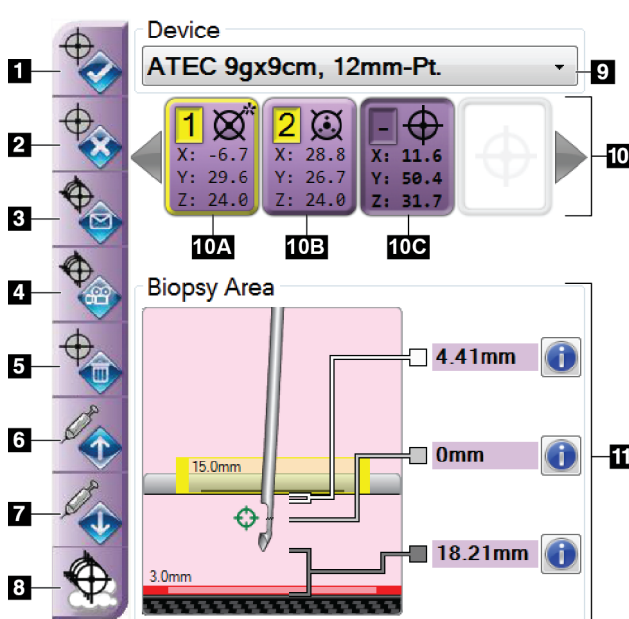 Device
1
ATEC 9gx9cm, 12mm-Pt.
9
2
1
X: -6.7
Y: 29.6
Z: 24.0
2
X: 28.8
Y: 26.7
Z: 24.0
-
X: 11.6
Y: 50.4
Z: 31.7
10
3
10A
10B
10C
4
Biopsy Area
5
4.41mm
6
15.0mm
0mm
11
7
18.21mm
8
3.0mm